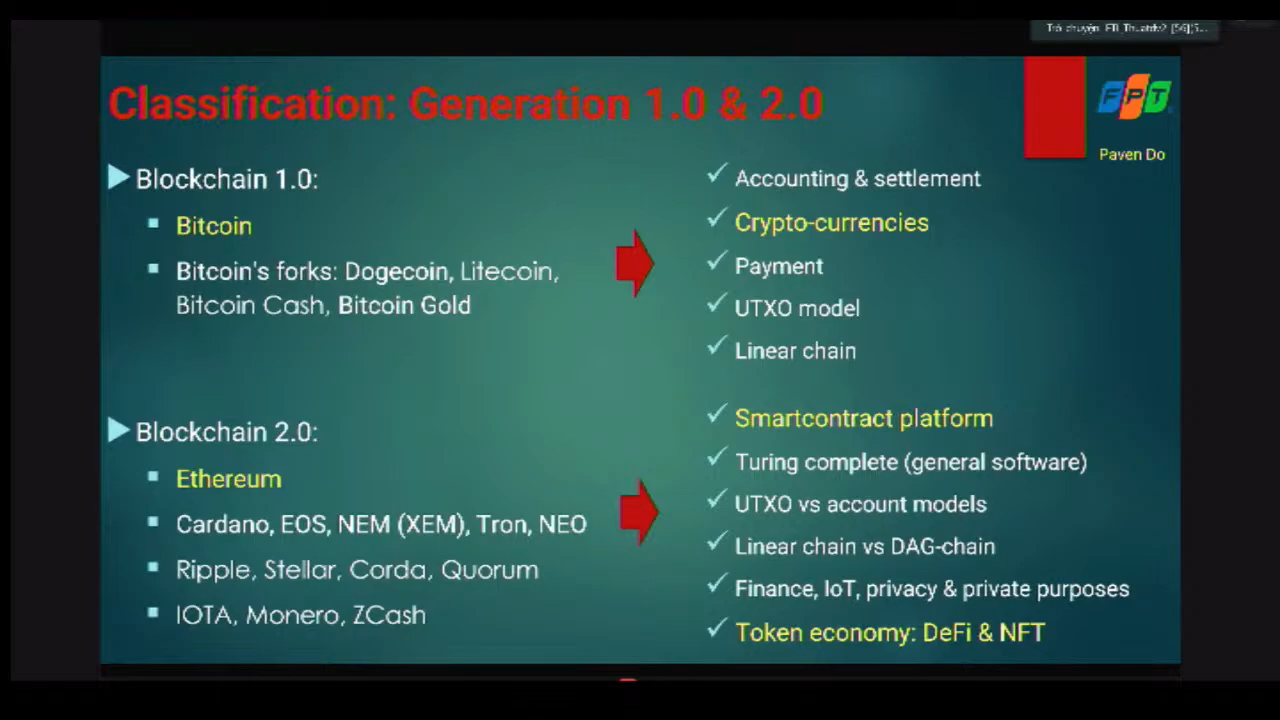 Trò chuyện
Classification: Generation 1.0 & 2.0
FPT
Paven Do
Blockchain 1.0:
Bitcoin
Bitcoin's forks: Dogecoin, Litecoin,
Bitcoin Cash, Bitcoin Gold
Accounting & settlement
Crypto-currencies
Payment
UTXO model
Linear chain
Blockchain 2.0:
Ethereum
Cardano, EOS, NEM (XEM), Tron, NEO
Ripple, Stellar, Corda, Quorum
IOTA, Monero, ZCash
Smartcontract platform
Turing complete (general software)
UTXO vs account models
Linear chain vs DAG-chain
Finance, IoT, privacy & private purposes
Token economy: DeFi & NFT